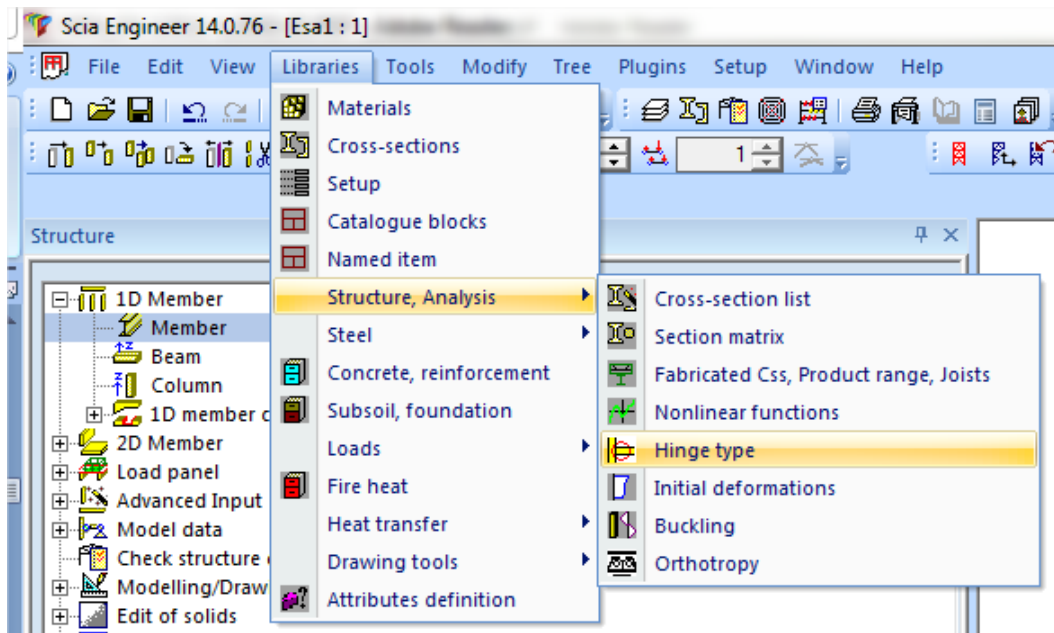 Scia Engineer 14.0.76 - [Esa1 : 1]
File Edit View Libraries Tools Modify Tree Plugins Setup Window Help
1
Structure
1D Member
Member
Beam
Column
1D member c
2D Member
Load panel
Advanced Input
Model data
Check structure
Modelling/Draw
Edit of solids
Materials
Cross-sections
Setup
Catalogue blocks
Named item
Structure, Analysis
Steel
Concrete, reinforcement
Subsoil, foundation
Loads
Fire heat
Heat transfer
Drawing tools
Attributes definition
Cross-section list
Section matrix
Fabricated Css, Product range, Joists
Nonlinear functions
Hinge type
Initial deformations
Buckling
Orthotropy